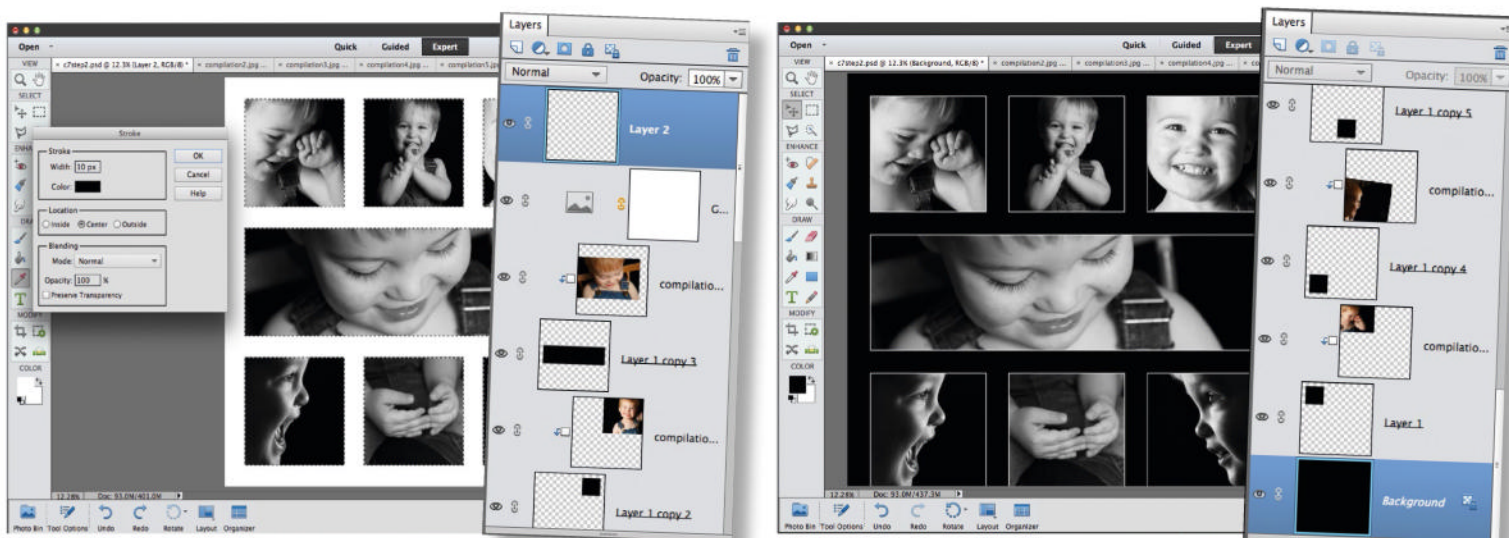 Open
Quick Guided Expert
VIEW
× c7step2.psd @ 12.3% (Layer 2, RGB/8) * × compilation2.jpg ... × compilation3.jpg ... × compilation4.jpg ...
SELECT
DRAW
MODIFY
COLOR
Stroke
Stroke
Width: 10 px
Color:
OK
Cancel
Help
Location
Inside Center Outside
Blending
Mode: Normal
Opacity: 100 %
Preserve Transparency
12.28% Doc: 93.0M/401.0M
Photo Bin Tool Options Undo Redo Rotate Layout Organizer
Layers
Normal Opacity: 100%
Layer 2
G...
compilatio...
Layer 1 copy 3
compilatio...
Layer 1 copy 2
Open
Quick Guided Expert
VIEW
× c7step2.psd @ 12.3% (Background, RGB/8) * × compilation2.jpg ... × compilation3.jpg ... × compilation4.jpg ...
SELECT
ENHANCE
DRAW
MODIFY
COLOR
12.28% Doc: 93.0M/437.3M
Photo Bin Tool Options Undo Redo Rotate Layout Organizer
Layers
Normal Opacity: 100%
Layer 1 copy 5
compilatio...
Layer 1 copy 4
compilatio...
Layer 1
Background